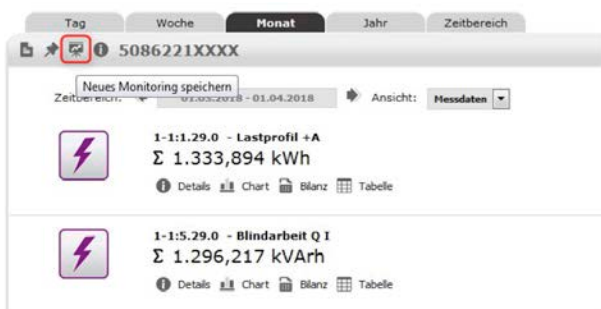 Tag Woche Monat Jahr Zeitbereich
5086221XXXX
Neues Monitoring speichern
Zeitbereich: 01.03.2018 - 01.04.2018 Ansicht: Messdaten
1-1:1.29.0 - Lastprofil +A
Σ 1.333,894 kWh
Details Chart Bilanz Tabelle
1-1:5.29.0 - Blindarbeit Q I
Σ 1.296,217 kVArh
Details Chart Bilanz Tabelle